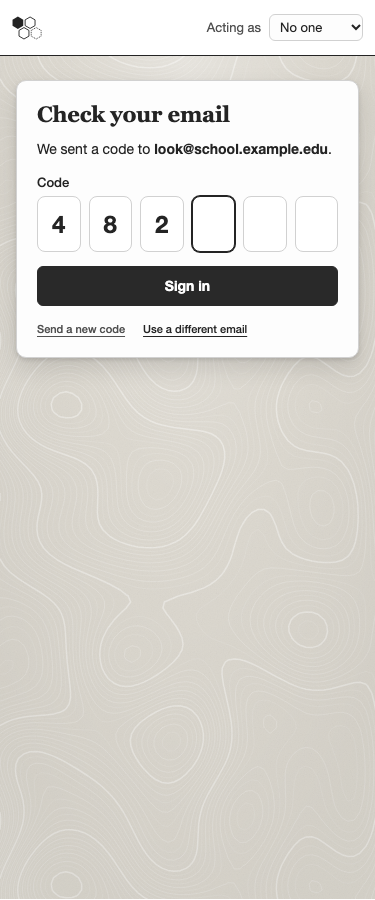 Acting as No one
Check your email
We sent a code to look@school.example.edu.
Code
4 8 2
Sign in
Send a new code Use a different email